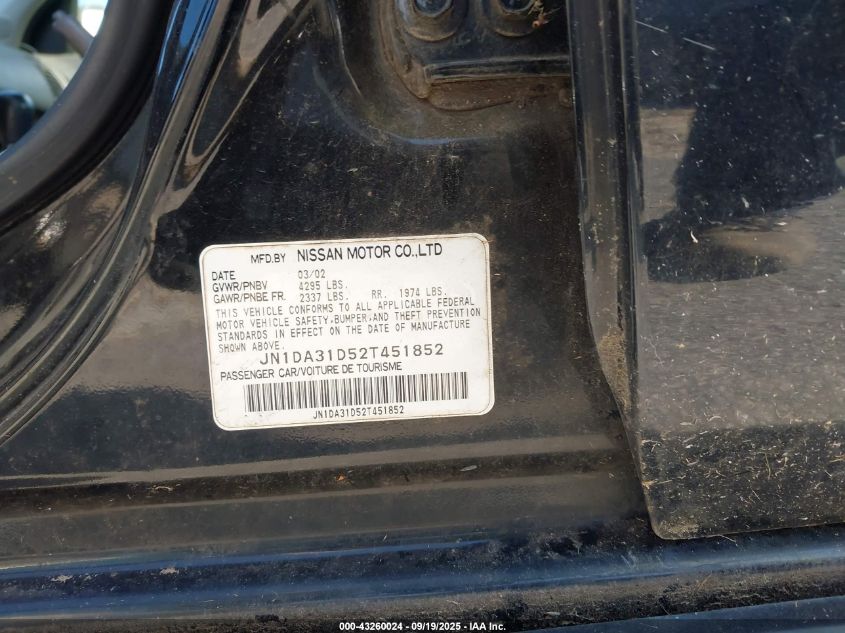 MFD.BY NISSAN MOTOR CO.,LTD
DATE 03/02
GVWR/PNBV 4295 LBS.
GAWR/PNBE FR. 2337 LBS. RR. 1974 LBS.
THIS VEHICLE CONFORMS TO ALL APPLICABLE FEDERAL
MOTOR VEHICLE SAFETY,BUMPER,AND THEFT PREVENTION
STANDARDS IN EFFECT ON THE DATE OF MANUFACTURE
SHOWN ABOVE.
JN1DA31D52T451852
PASSENGER CAR/VOITURE DE TOURISME
JN1DA31D52T451852
000-43260024 - 09/19/2025 - IAA Inc.